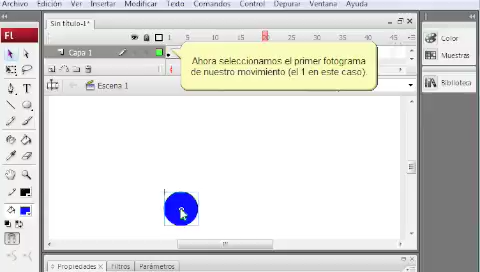 Archivo Edición Ver Insertar Modificar Texto Comandos Control Depurar Ventana Ayuda
Sin título-1*
FL
1 5 10 15 20 25 30 35 40 45
Capa 1
Ahora seleccionamos el primer fotograma
de nuestro movimiento (el 1 en este caso).
Escena 1
Color
Muestras
Biblioteca
T
Propiedades Filtros Parámetros